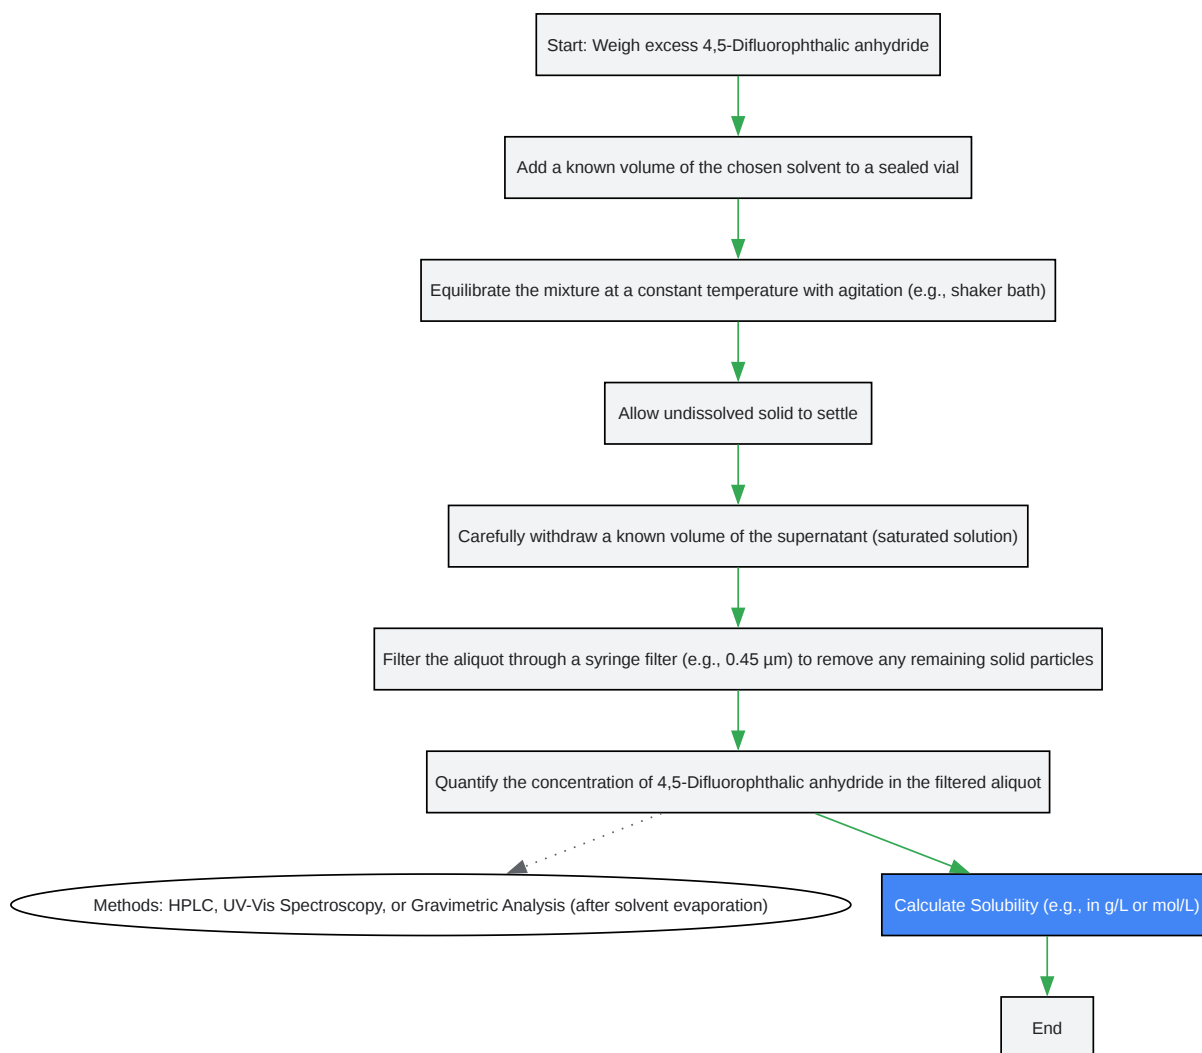 Start: Weigh excess 4,5-Difluorophthalic anhydride
Add a known volume of the chosen solvent to a sealed vial
Equilibrate the mixture at a constant temperature with agitation (e.g., shaker bath)
Allow undissolved solid to settle
Carefully withdraw a known volume of the supernatant (saturated solution)
Filter the aliquot through a syringe filter (e.g., 0.45 µm) to remove any remaining solid particles
Quantify the concentration of 4,5-Difluorophthalic anhydride in the filtered aliquot
Methods: HPLC, UV-Vis Spectroscopy, or Gravimetric Analysis (after solvent evaporation)
Calculate Solubility (e.g., in g/L or mol/L)
End